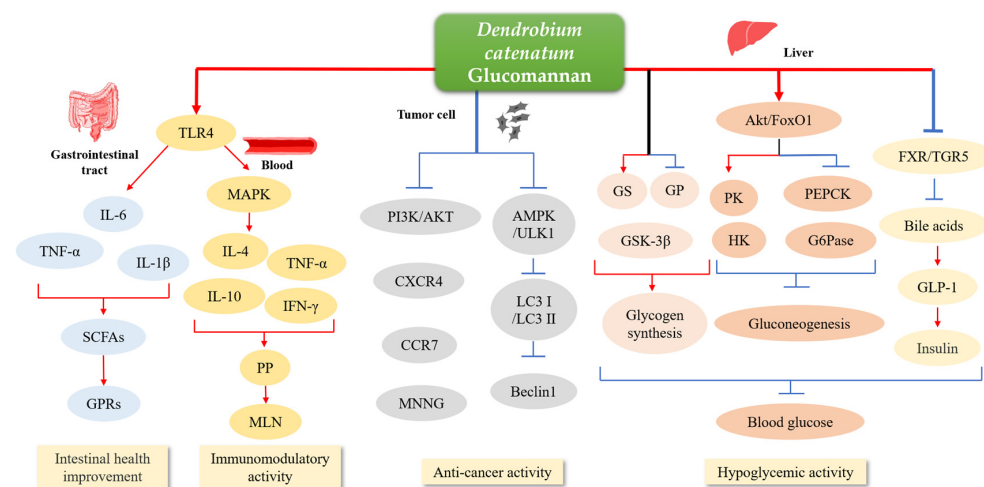 Dendrobium
catenatum
Glucomannan
Liver
Tumor cell
Gastrointestinal
tract
Blood
TLR4
MAPK
IL-6
TNF-α
IL-1β
SCFAs
GPRs
IL-4
TNF-α
IL-10
IFN-γ
PP
MLN
PI3K/AKT
CXCR4
CCR7
MNNG
AMPK
/ULK1
LC3 I
/LC3 II
Beclin1
GS
GP
GSK-3β
Glycogen
synthesis
Akt/FoxO1
PK
PEPCK
HK
G6Pase
Gluconeogenesis
FXR/TGR5
Bile acids
GLP-1
Insulin
Blood glucose
Intestinal health
improvement
Immunomodulatory
activity
Anti-cancer activity
Hypoglycemic activity